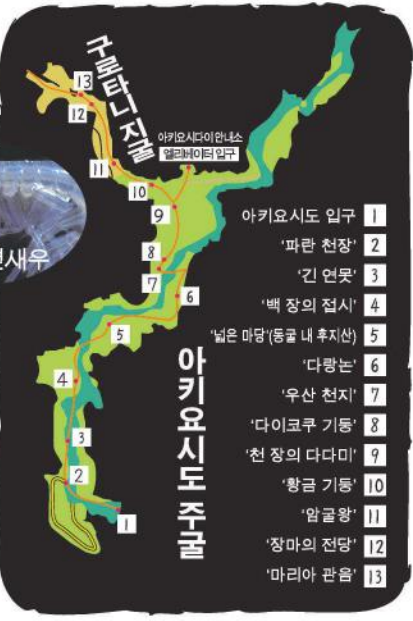 구로타니 지굴
아키요시다이 안내소
엘리베이터 입구
13
12
11
10
9
8
7
6
5
4
3
2
1
아키요시도 주굴
새우
아키요시도 입구 1
'파란 천장' 2
'긴 연못' 3
'백 장의 접시' 4
'넓은 마당'(동굴 내 후지산) 5
'다랑논' 6
'우산 천지' 7
'다이코쿠 기둥' 8
'천 장의 다다미' 9
'황금 기둥' 10
'암굴왕' 11
'장마의 전당' 12
'마리아 관음' 13